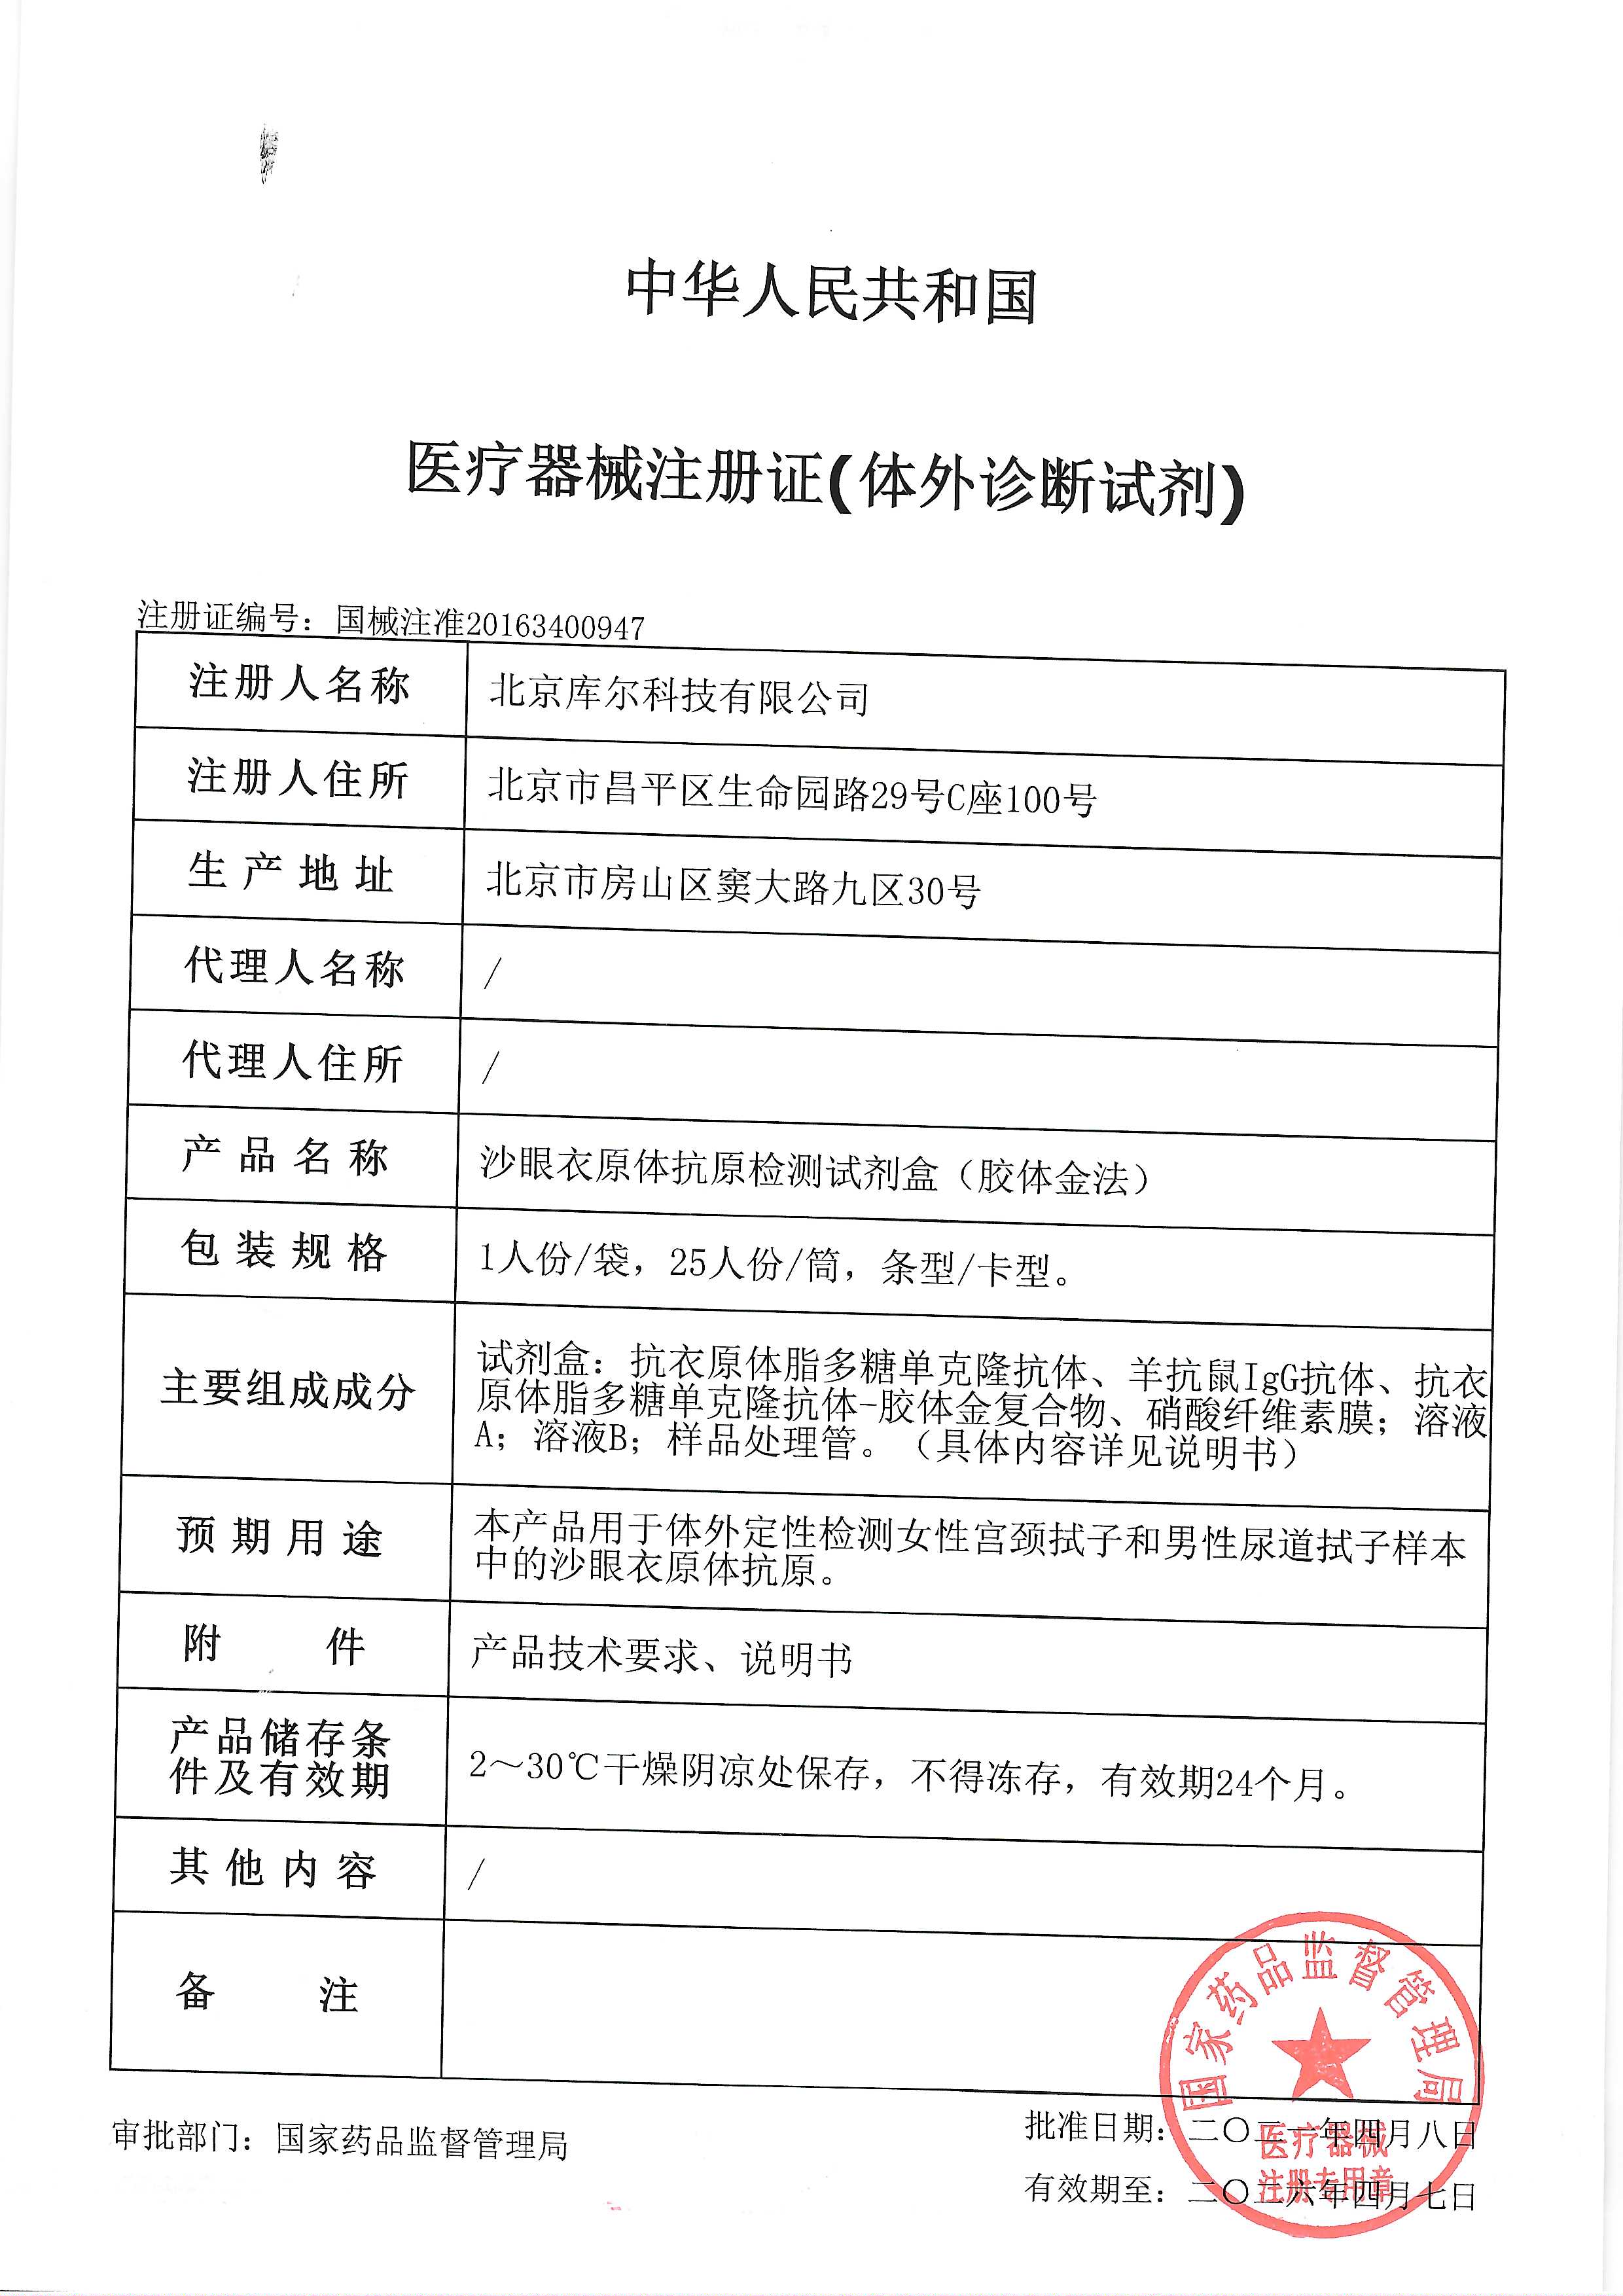 中华人民共和国
医疗器械注册证(体外诊断试剂)
注册证编号：国械注准20163400947
注册人名称 北京库尔科技有限公司
注册人住所 北京市昌平区生命园路29号C座100号
生产地址 北京市房山区窦大路九区30号
代理人名称 /
代理人住所 /
产品名称 沙眼衣原体抗原检测试剂盒（胶体金法）
包装规格 1人份/袋，25人份/筒，条型/卡型。
主要组成成分
试剂盒：抗衣原体脂多糖单克隆抗体、羊抗鼠IgG抗体、抗衣
原体脂多糖单克隆抗体-胶体金复合物、硝酸纤维素膜；溶液
A；溶液B；样品处理管。（具体内容详见说明书）
预期用途
本产品用于体外定性检测女性宫颈拭子和男性尿道拭子样本
中的沙眼衣原体抗原。
附件 产品技术要求、说明书
产品储存条
件及有效期
2～30℃干燥阴凉处保存，不得冻存，有效期24个月。
其他内容 /
备注
审批部门：国家药品监督管理局
批准日期：二〇二一年四月八日
有效期至：二〇二六年四月七日
国家药品监督管理局
医疗器械
注册专用章